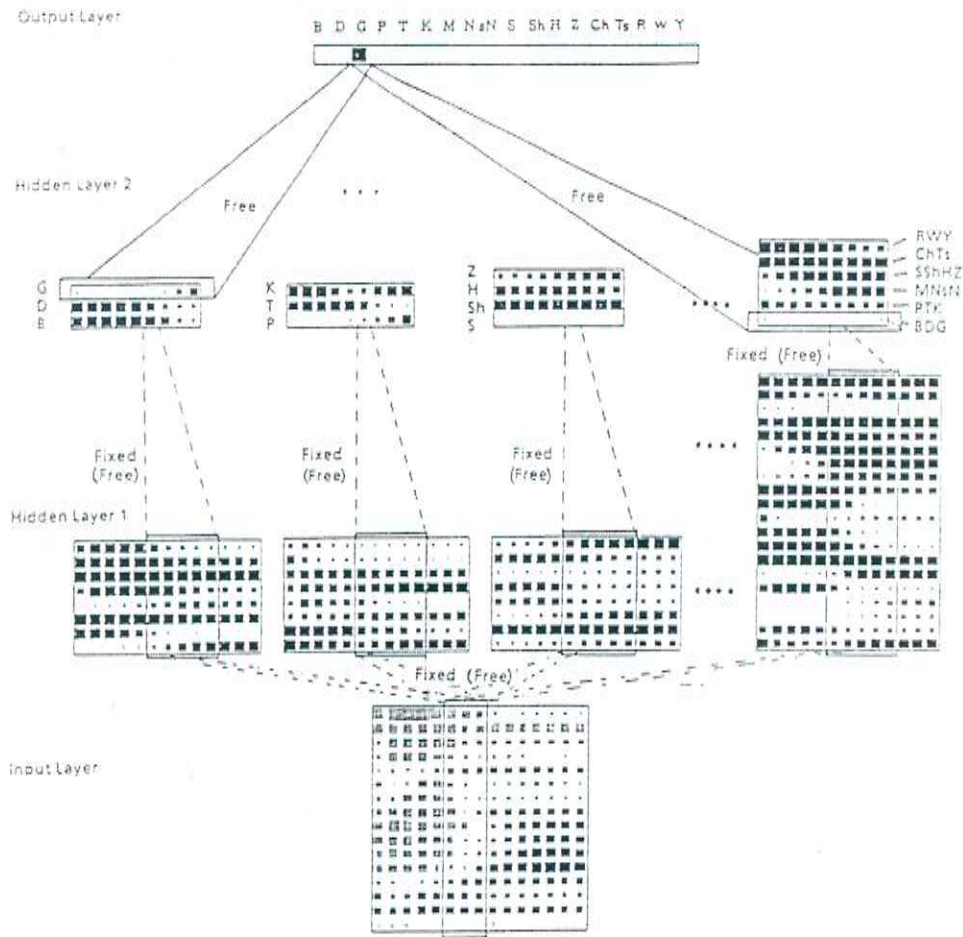 Output Layer
B D G P T K M N sN S Sh H Z Ch Ts R W Y
Hidden Layer 2
Free
. . .
Free
RWY
ChTs
SShHZ
MNsN
PTK
BDG
G
D
B
K
T
P
Z
H
Sh
S
. . . .
Fixed (Free)
Fixed
(Free)
Fixed
(Free)
Fixed
(Free)
. . . .
Hidden Layer 1
. . . .
Fixed (Free)
Input Layer